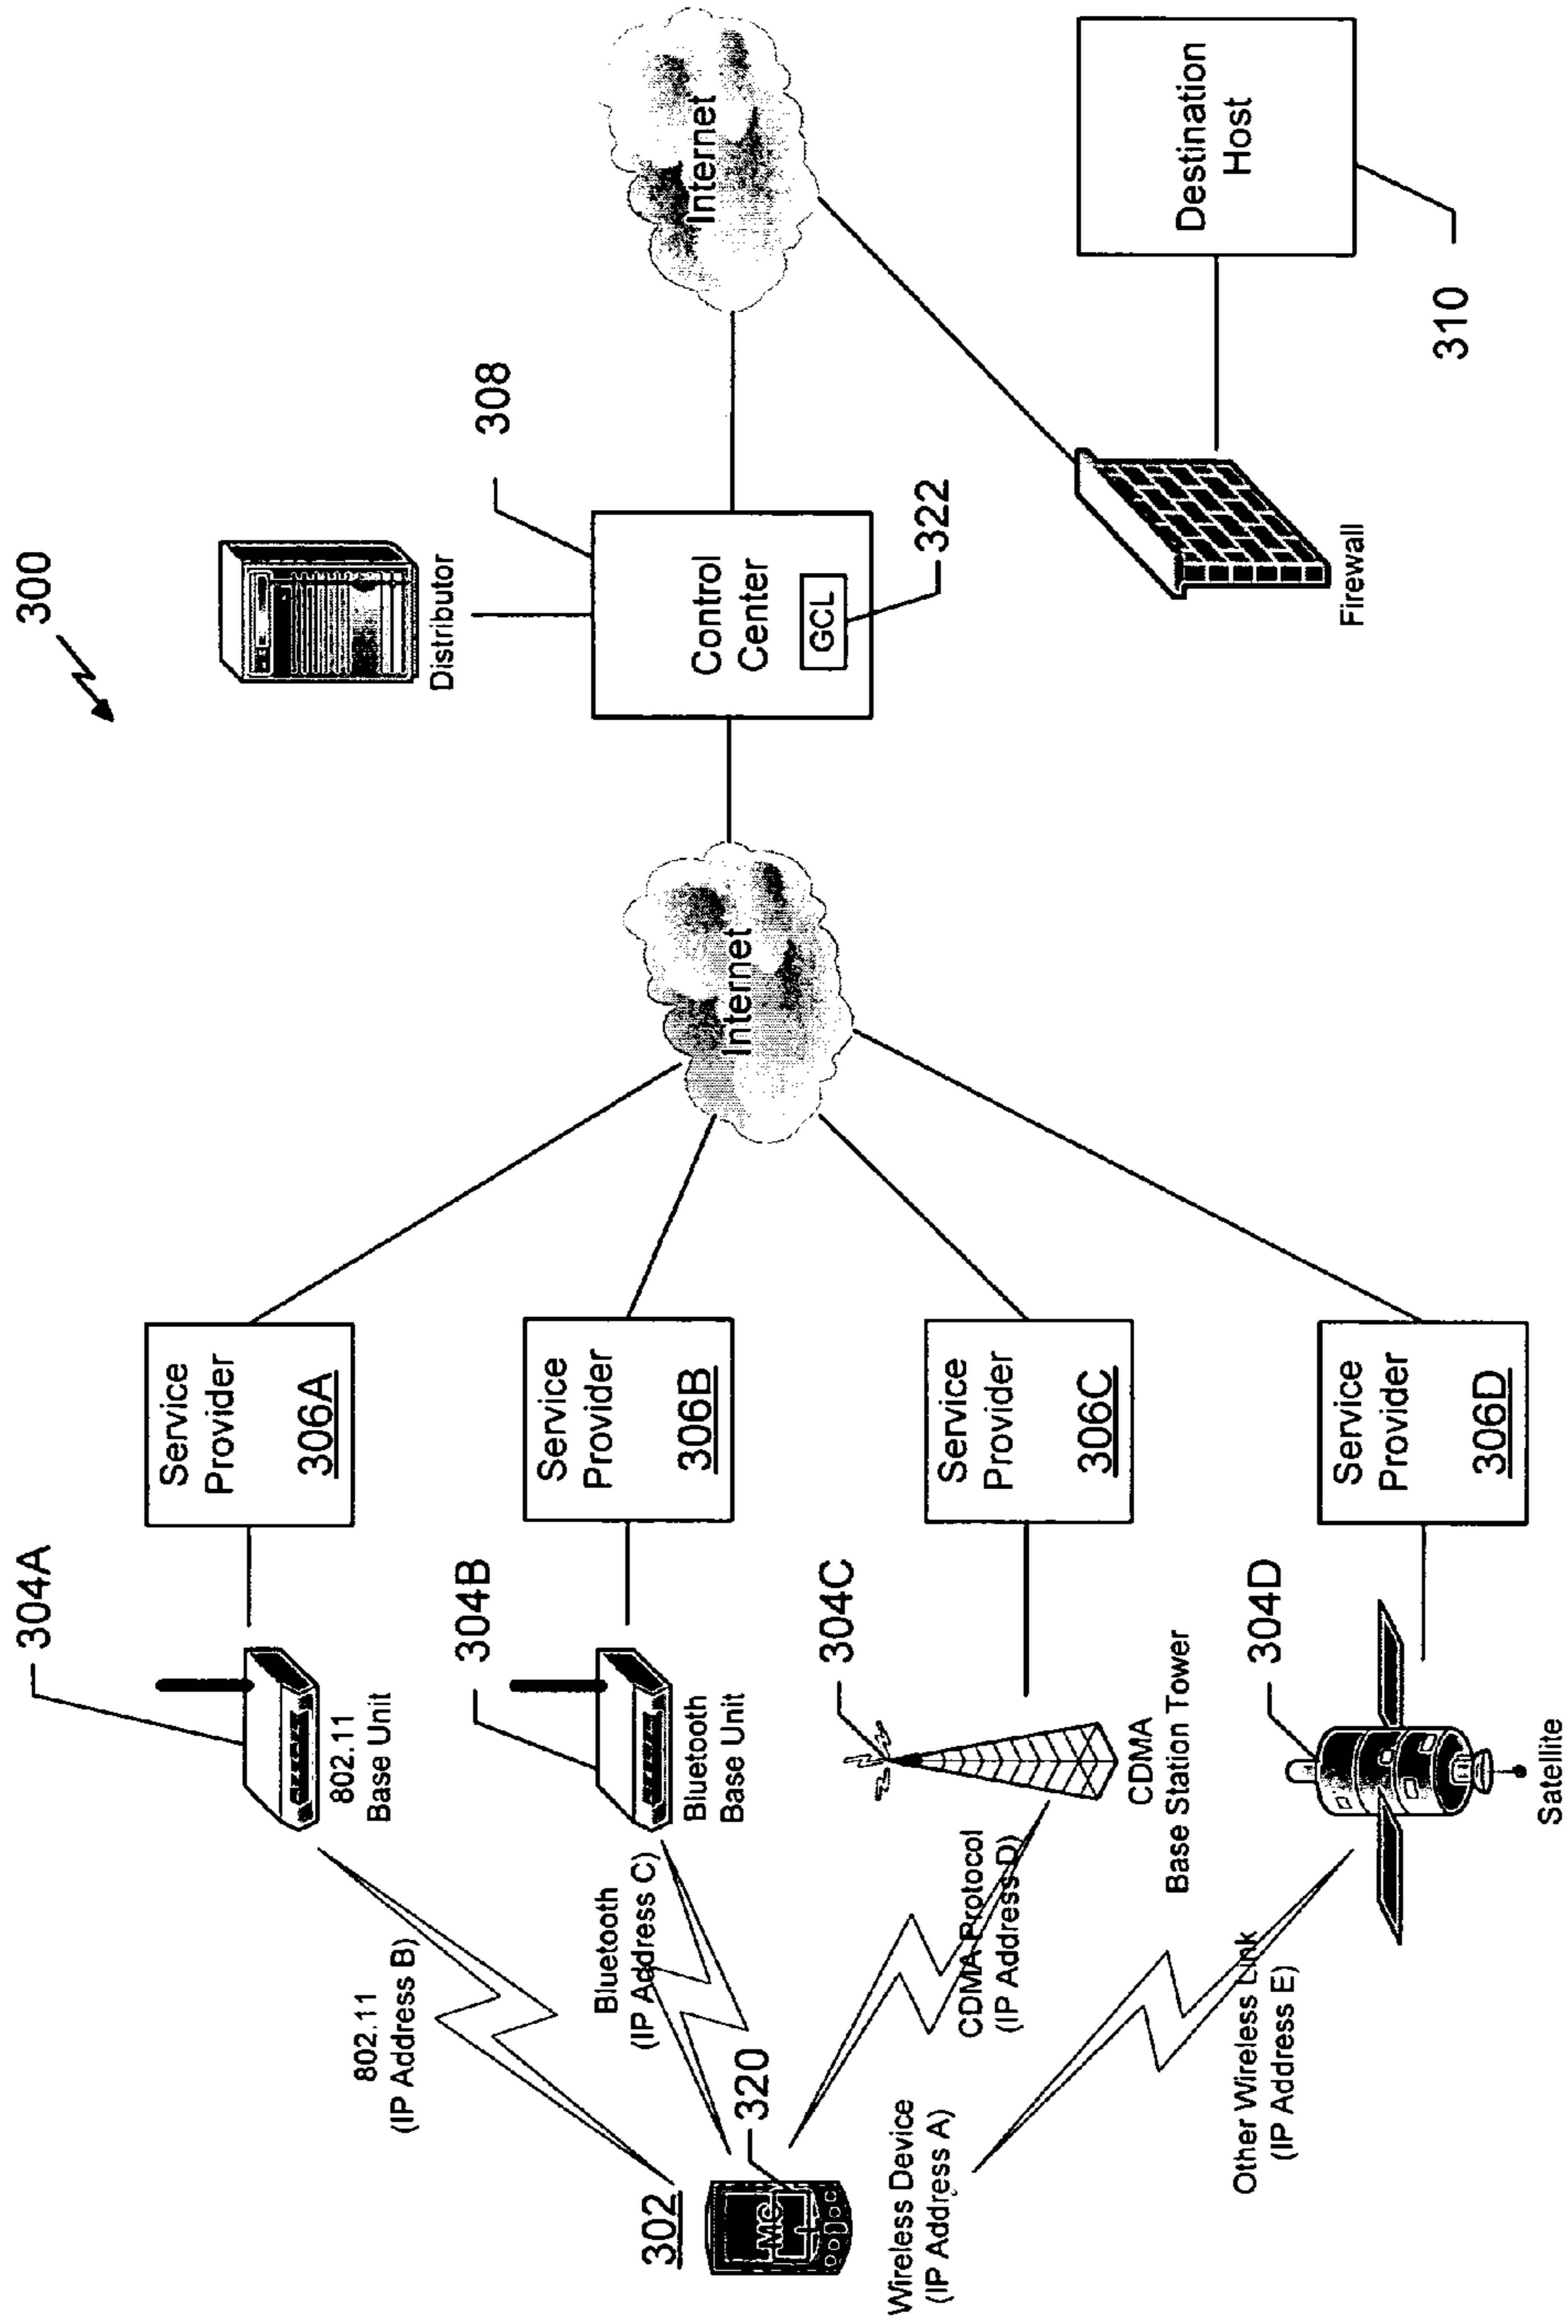 300
304A
802.11
Base Unit
Service
Provider
306A
304B
Bluetooth
Base Unit
Service
Provider
306B
304C
CDMA
Base Station Tower
Service
Provider
306C
304D
Satellite
Service
Provider
306D
802.11
(IP Address B)
Bluetooth
(IP Address C)
CDMA Protocol
(IP Address D)
Other Wireless Link
(IP Address E)
302
MC
320
Wireless Device
(IP Address A)
Internet
Distributor
308
Control
Center
GCL
322
Internet
Firewall
Destination
Host
310